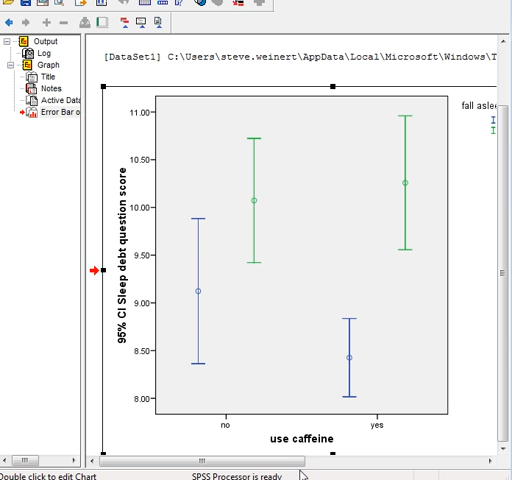 Output
Log
Graph
Title
Notes
Active Data
Error Bar o
[DataSet1] C:\Users\steve.weinert\AppData\Local\Microsoft\Windows\T
fall aslee
11.00
10.50
10.00
9.50
9.00
8.50
8.00
95% CI Sleep debt question score
no yes
use caffeine
Double click to edit Chart SPSS Processor is ready